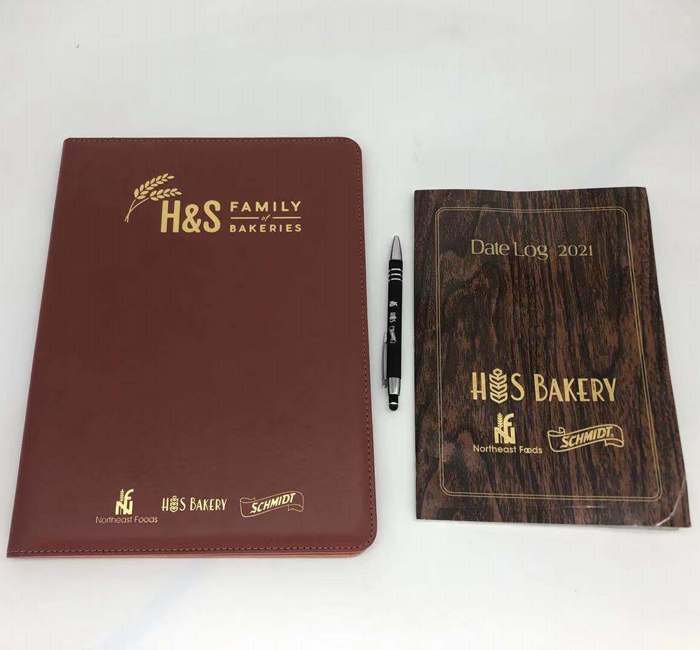 H&S FAMILY
of
BAKERIES
Northeast Foods
H&S BAKERY
SCHMIDT
Date Log 2021
H&S BAKERY
Northeast Foods
SCHMIDT